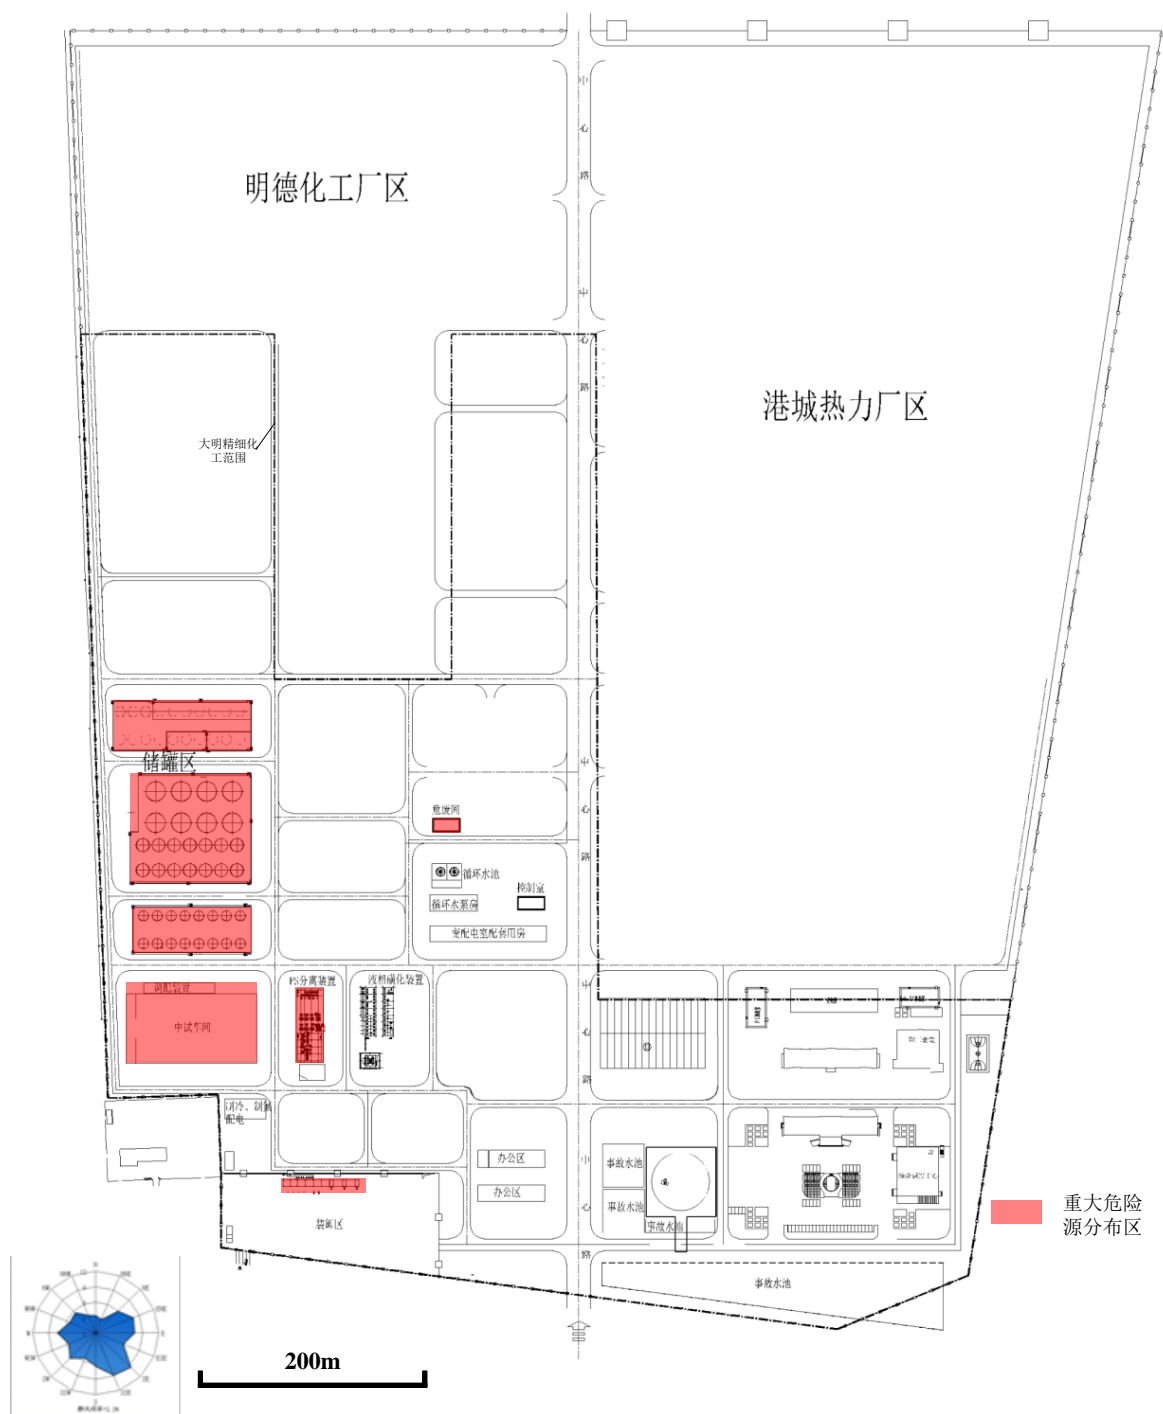 中
心
路
明德化工厂区
中
心
路
港城热力厂区
大明精细化
工范围
储罐区
中
心
路
危废间
循环水池
控制室
循环水泵房
变配电室配套用房
PS分离装置
液相磺化装置
调配装置
中试车间
中
心
路
制冷、制氮
配电
办公区
办公区
事故水池
事故水池
事故水池
中
心
路
装卸区
事故水池
重大危险
源分布区
200m